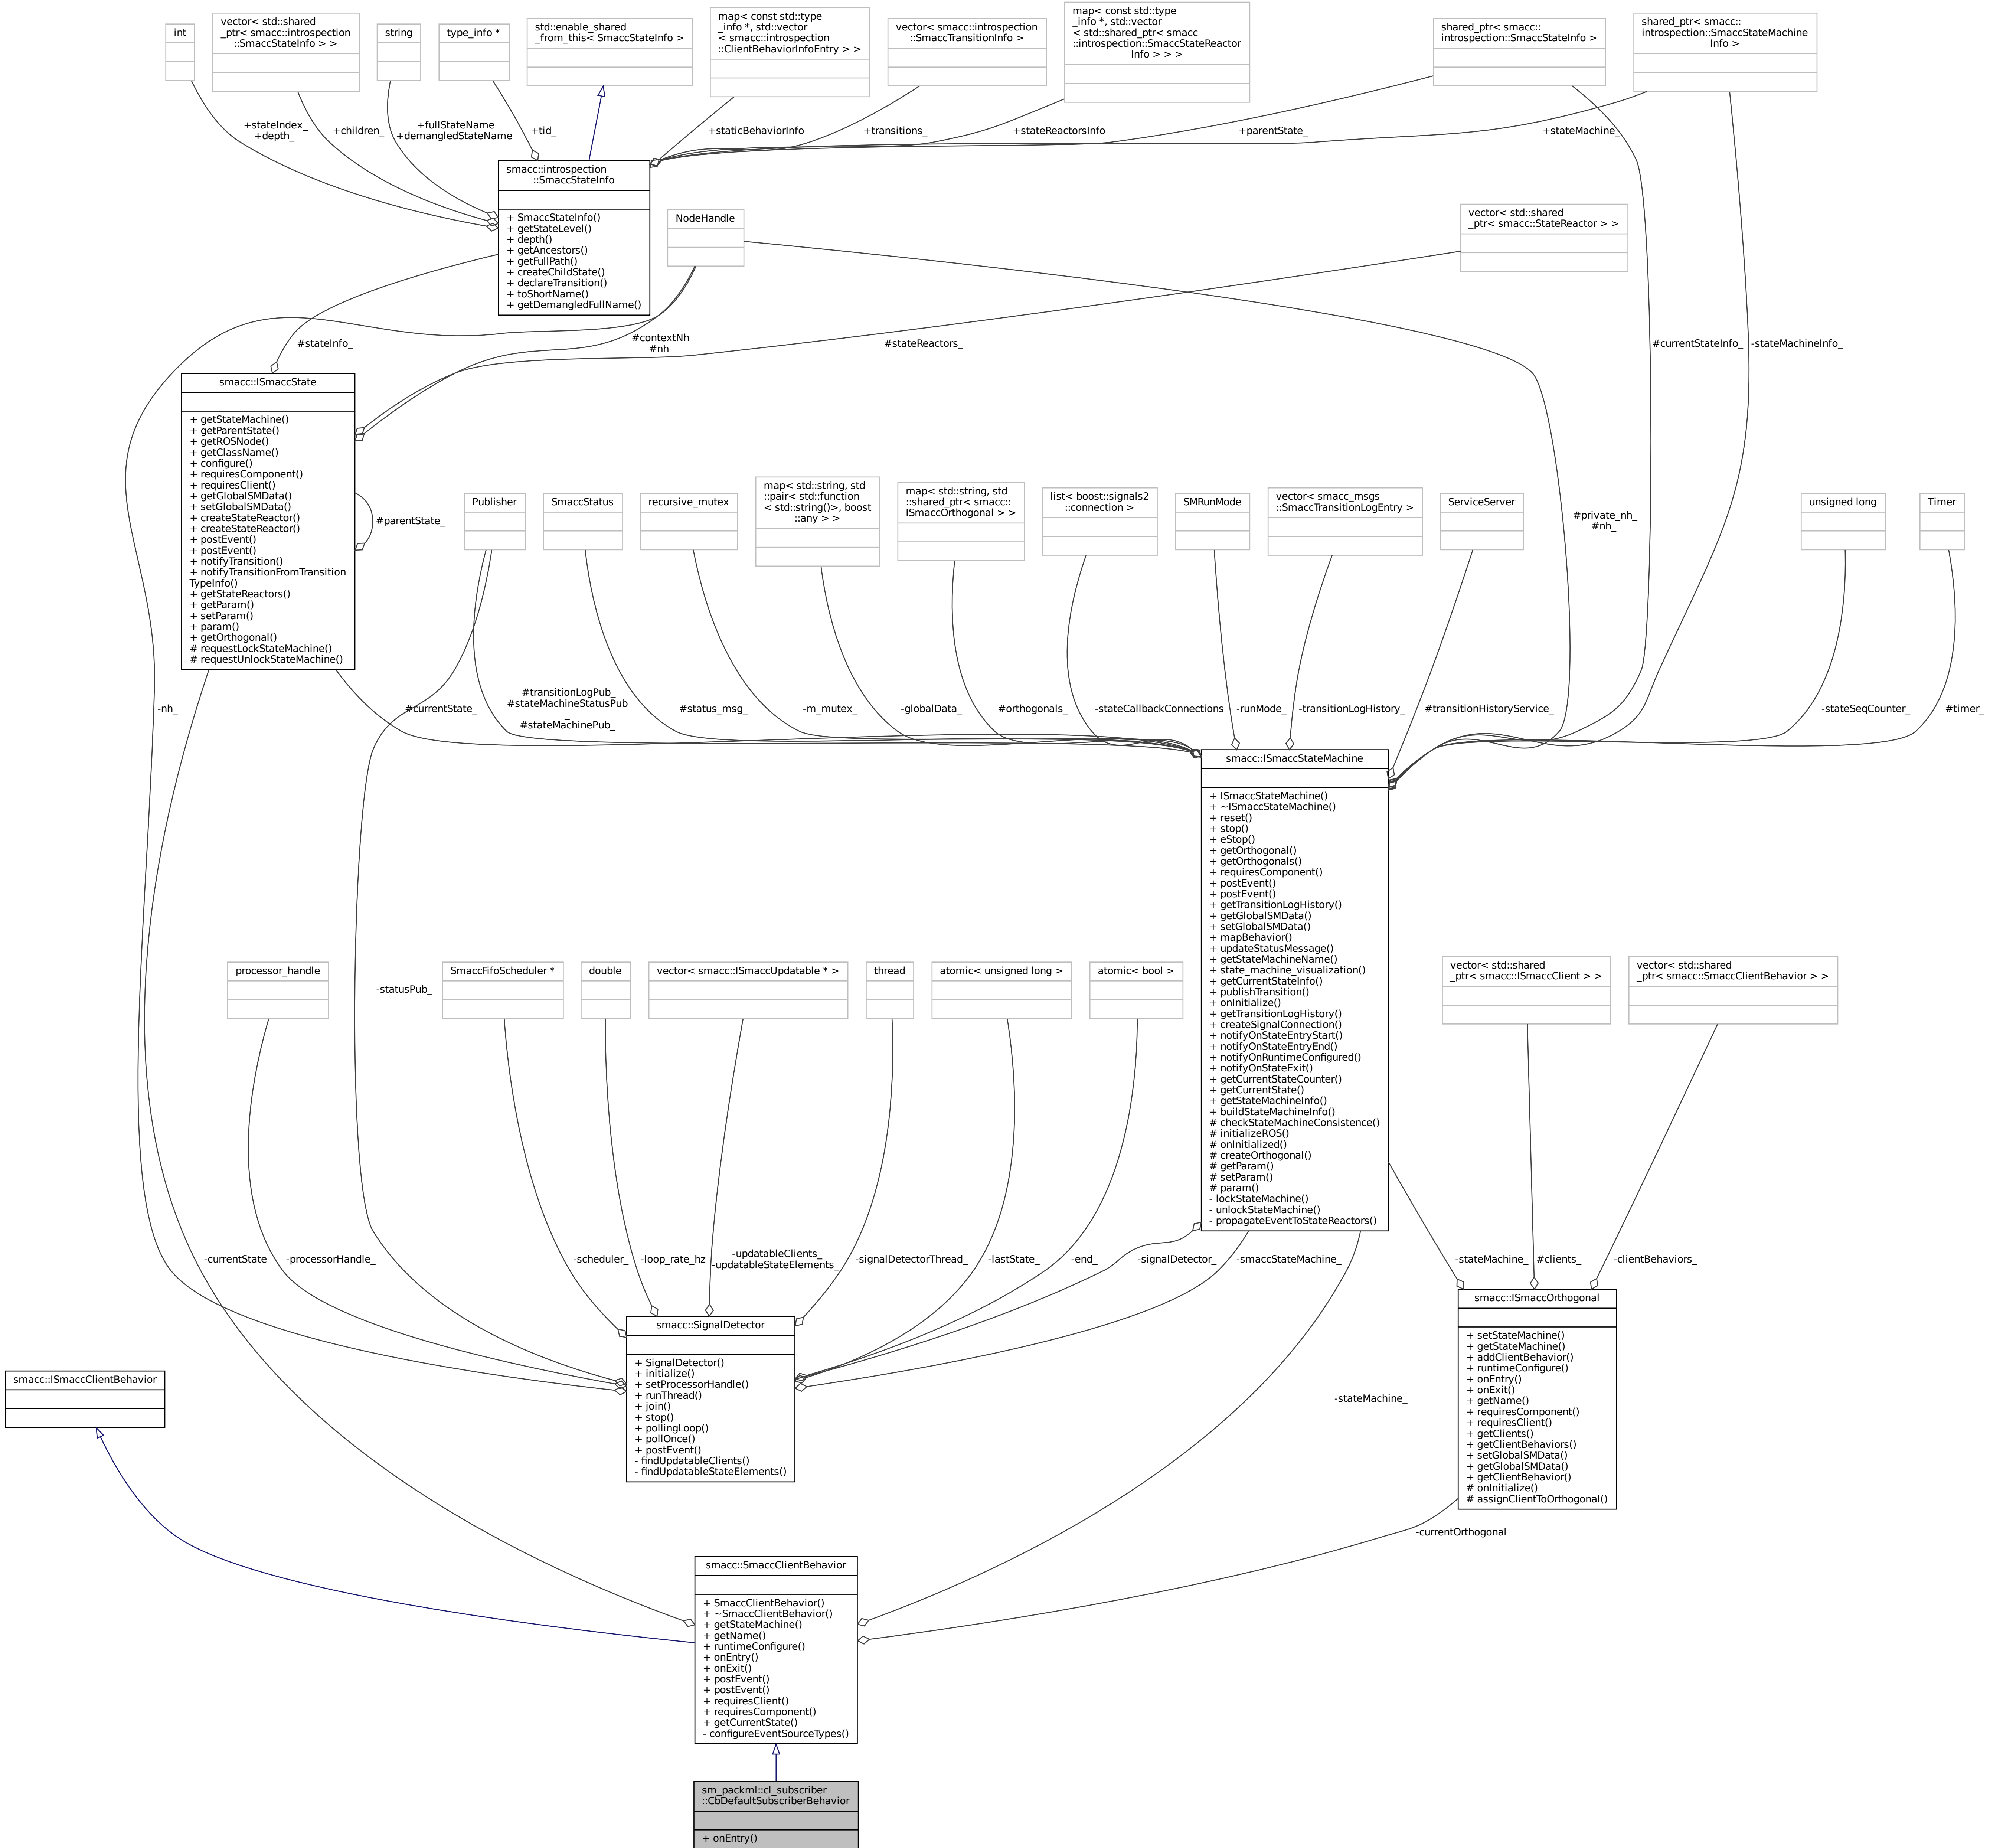 int
vector< std::shared
_ptr< smacc::introspection
::SmaccStateInfo > >
string
type_info *
std::enable_shared
_from_this< SmaccStateInfo >
map< const std::type
_info *, std::vector
< smacc::introspection
::ClientBehaviorInfoEntry > >
vector< smacc::introspection
::SmaccTransitionInfo >
map< const std::type
_info *, std::vector
< std::shared_ptr< smacc
::introspection::SmaccStateReactor
Info > > >
shared_ptr< smacc::
introspection::SmaccStateInfo >
shared_ptr< smacc::
introspection::SmaccStateMachine
Info >
+stateIndex_
+depth_
+children_
+fullStateName
+demangledStateName
+tid_
+staticBehaviorInfo
+transitions_
+stateReactorsInfo
+parentState_
+stateMachine_
smacc::introspection
::SmaccStateInfo
+ SmaccStateInfo()
+ getStateLevel()
+ depth()
+ getAncestors()
+ getFullPath()
+ createChildState()
+ declareTransition()
+ toShortName()
+ getDemangledFullName()
NodeHandle
vector< std::shared
_ptr< smacc::StateReactor > >
#stateInfo_
#contextNh
#nh
#stateReactors_
#currentStateInfo_
-stateMachineInfo_
smacc::ISmaccState
+ getStateMachine()
+ getParentState()
+ getROSNode()
+ getClassName()
+ configure()
+ requiresComponent()
+ requiresClient()
+ getGlobalSMData()
+ setGlobalSMData()
+ createStateReactor()
+ createStateReactor()
+ postEvent()
+ postEvent()
+ notifyTransition()
+ notifyTransitionFromTransition
TypeInfo()
+ getStateReactors()
+ getParam()
+ setParam()
+ param()
+ getOrthogonal()
# requestLockStateMachine()
# requestUnlockStateMachine()
#parentState_
Publisher
SmaccStatus
recursive_mutex
map< std::string, std
::pair< std::function
< std::string()>, boost
::any > >
map< std::string, std
::shared_ptr< smacc::
ISmaccOrthogonal > >
list< boost::signals2
::connection >
SMRunMode
vector< smacc_msgs
::SmaccTransitionLogEntry >
ServiceServer
#private_nh_
#nh_
unsigned long
Timer
-nh_
#currentState_
#transitionLogPub_
#stateMachineStatusPub
_
#stateMachinePub_
#status_msg_
-m_mutex_
-globalData_
#orthogonals_
-stateCallbackConnections
-runMode_
-transitionLogHistory_
#transitionHistoryService_
-stateSeqCounter_
#timer_
smacc::ISmaccStateMachine
+ ISmaccStateMachine()
+ ~ISmaccStateMachine()
+ reset()
+ stop()
+ eStop()
+ getOrthogonal()
+ getOrthogonals()
+ requiresComponent()
+ postEvent()
+ postEvent()
+ getTransitionLogHistory()
+ getGlobalSMData()
+ setGlobalSMData()
+ mapBehavior()
+ updateStatusMessage()
+ getStateMachineName()
+ state_machine_visualization()
+ getCurrentStateInfo()
+ publishTransition()
+ onInitialize()
+ getTransitionLogHistory()
+ createSignalConnection()
+ notifyOnStateEntryStart()
+ notifyOnStateEntryEnd()
+ notifyOnRuntimeConfigured()
+ notifyOnStateExit()
+ getCurrentStateCounter()
+ getCurrentState()
+ getStateMachineInfo()
+ buildStateMachineInfo()
# checkStateMachineConsistence()
# initializeROS()
# onInitialized()
# createOrthogonal()
# getParam()
# setParam()
# param()
- lockStateMachine()
- unlockStateMachine()
- propagateEventToStateReactors()
processor_handle
-statusPub_
SmaccFifoScheduler *
double
vector< smacc::ISmaccUpdatable * >
thread
atomic< unsigned long >
atomic< bool >
vector< std::shared
_ptr< smacc::ISmaccClient > >
vector< std::shared
_ptr< smacc::SmaccClientBehavior > >
-currentState
-processorHandle_
-scheduler_
-loop_rate_hz
-updatableClients_
-updatableStateElements_
-signalDetectorThread_
-lastState_
-end_
-signalDetector_
-smaccStateMachine_
-stateMachine_
#clients_
-clientBehaviors_
smacc::SignalDetector
+ SignalDetector()
+ initialize()
+ setProcessorHandle()
+ runThread()
+ join()
+ stop()
+ pollingLoop()
+ pollOnce()
+ postEvent()
- findUpdatableClients()
- findUpdatableStateElements()
smacc::ISmaccOrthogonal
+ setStateMachine()
+ getStateMachine()
+ addClientBehavior()
+ runtimeConfigure()
+ onEntry()
+ onExit()
+ getName()
+ requiresComponent()
+ requiresClient()
+ getClients()
+ getClientBehaviors()
+ setGlobalSMData()
+ getGlobalSMData()
+ getClientBehavior()
# onInitialize()
# assignClientToOrthogonal()
smacc::ISmaccClientBehavior
-stateMachine_
-currentOrthogonal
smacc::SmaccClientBehavior
+ SmaccClientBehavior()
+ ~SmaccClientBehavior()
+ getStateMachine()
+ getName()
+ runtimeConfigure()
+ onEntry()
+ onExit()
+ postEvent()
+ postEvent()
+ requiresClient()
+ requiresComponent()
+ getCurrentState()
- configureEventSourceTypes()
sm_packml::cl_subscriber
::CbDefaultSubscriberBehavior
+ onEntry()